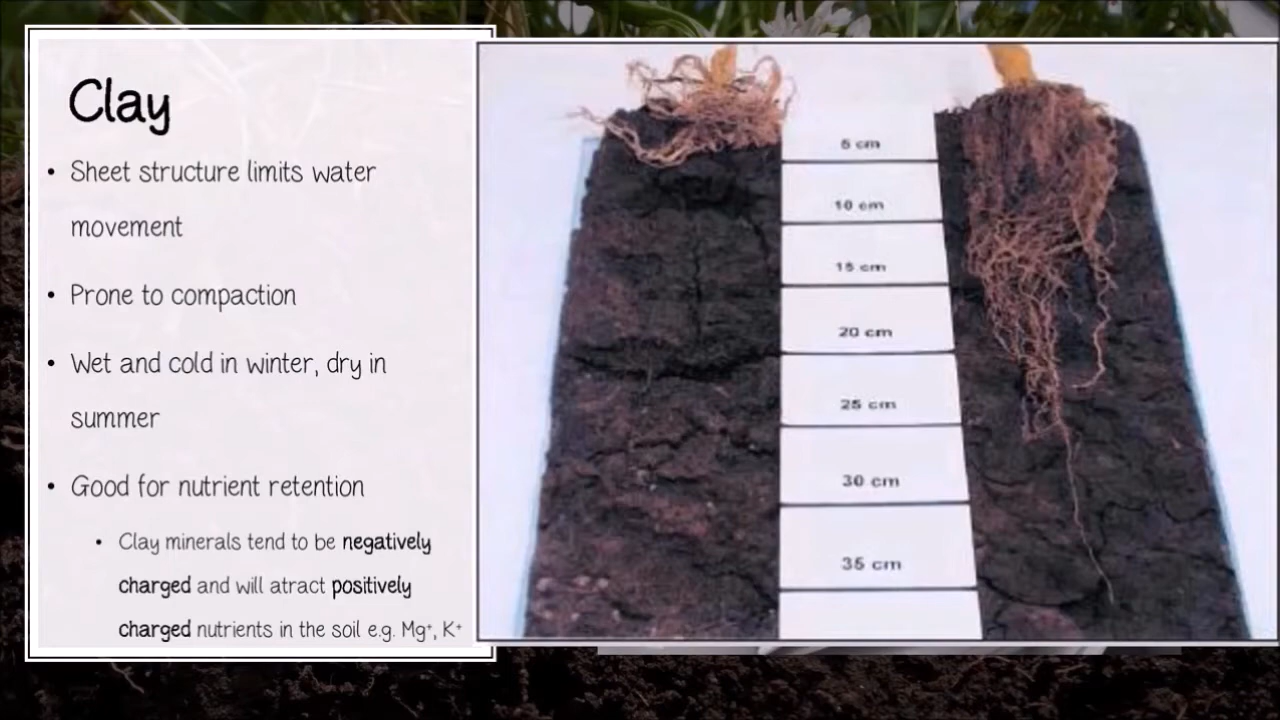 Clay
• Sheet structure limits water
movement
• Prone to compaction
• Wet and cold in winter, dry in
summer
• Good for nutrient retention
• Clay minerals tend to be negatively
charged and will atract positively
charged nutrients in the soil e.g. Mg⁺, K⁺
5 cm
10 cm
15 cm
20 cm
25 cm
30 cm
35 cm